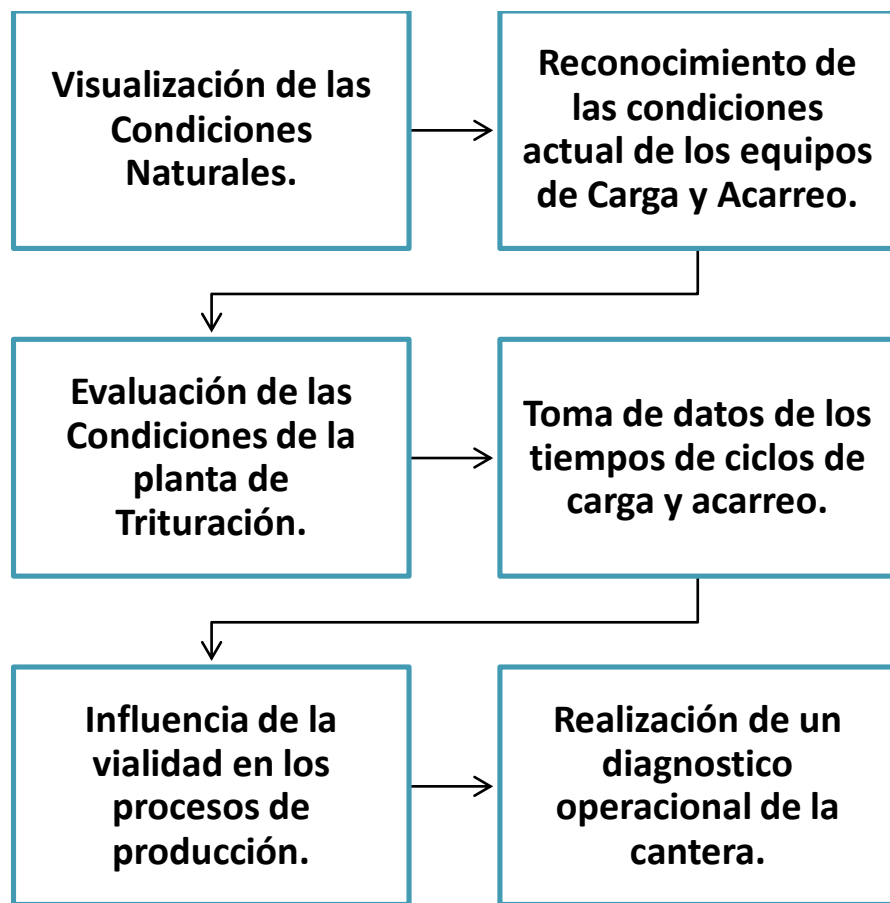 Visualización de las
Condiciones
Naturales.
Reconocimiento de
las condiciones
actual de los equipos
de Carga y Acarreo.
Evaluación de las
Condiciones de la
planta de
Trituración.
Toma de datos de los
tiempos de ciclos de
carga y acarreo.
Influencia de la
vialidad en los
procesos de
producción.
Realización de un
diagnostico
operacional de la
cantera.